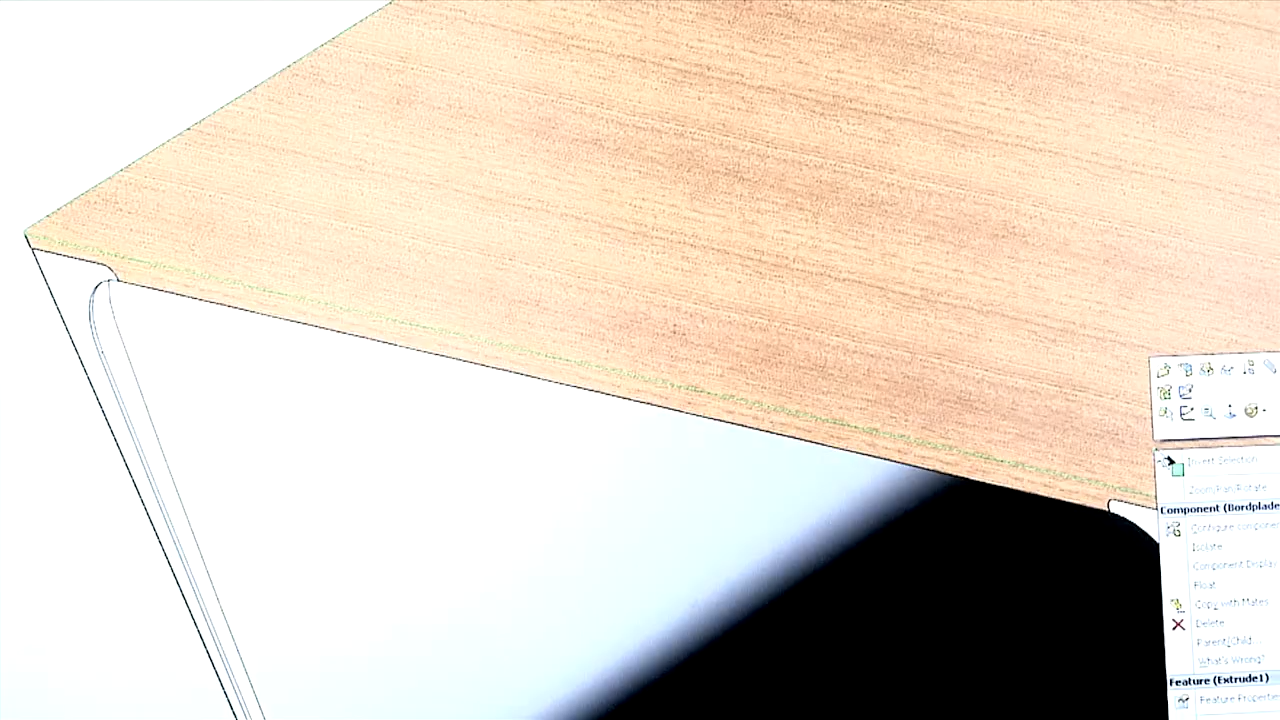 Invert Selection
Zoom/Pan/Rotate
Component (Bordplade
Configure componen
Isolate
Component Display
Float
Copy with Mates
Delete
Parent/Child...
What's Wrong?
Feature (Extrude1)
Feature Propertie